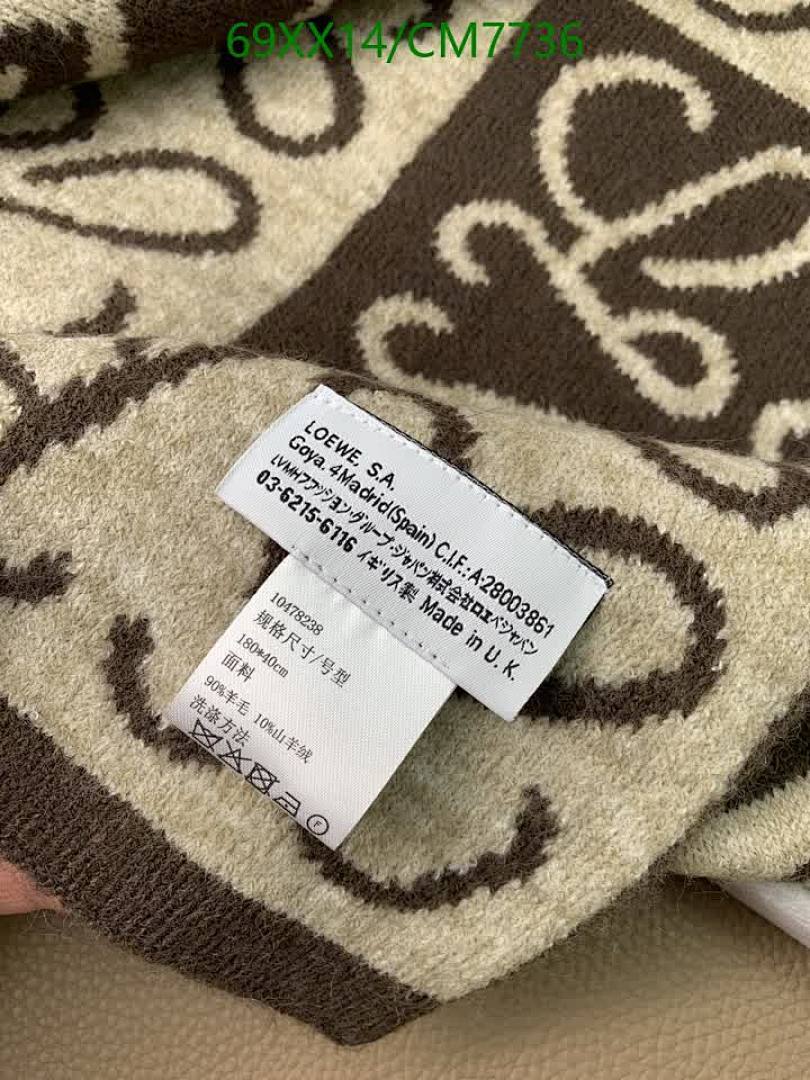 69XX14/CM7736
LOEWE, S.A.
Goya. 4Madrid(Spain) C.I.F.: A-28003861
LVMHファッション・グループ・ジャパン株式会社ロエベジャパン
03-6215-6116 イギリス製 Made in U. K.
10478238
规格尺寸/号型
180*40cm
面料
90%羊毛 10%山羊绒
洗涤方法
F